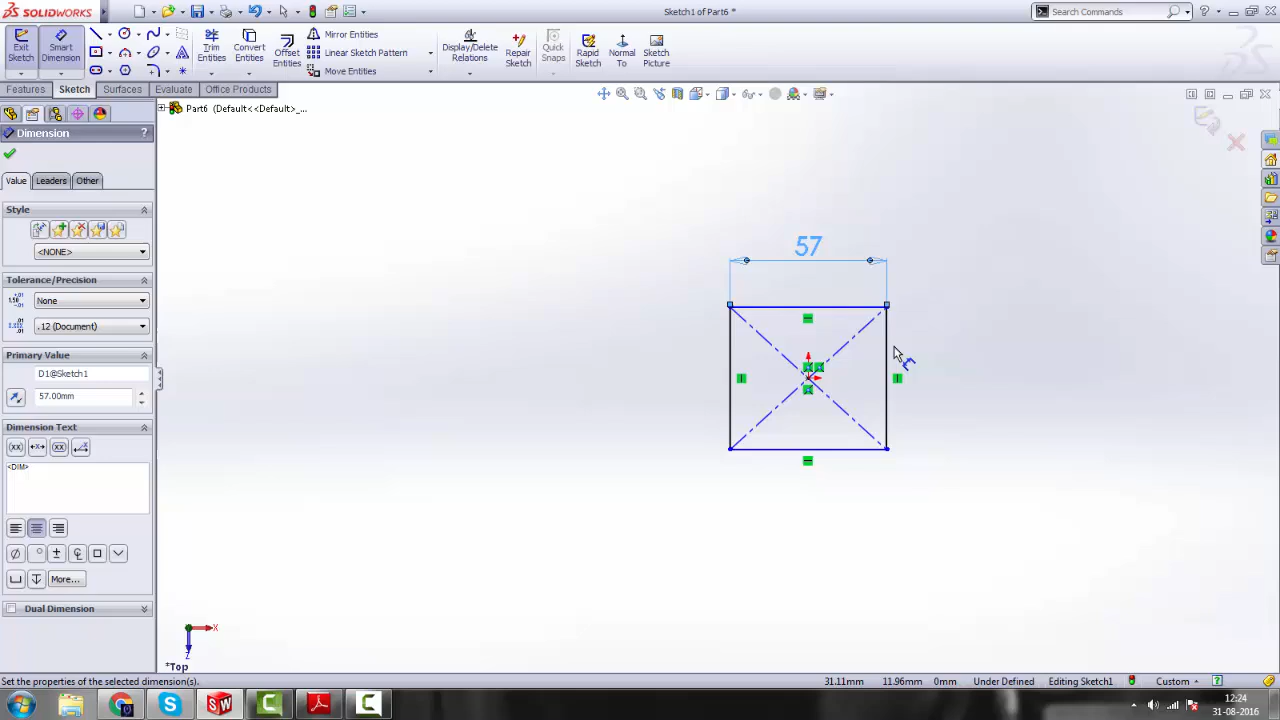 SOLIDWORKS
Sketch1 of Part6 *
Search Commands
Exit Sketch
Smart Dimension
Trim Entities
Convert Entities
Offset Entities
Mirror Entities
Linear Sketch Pattern
Move Entities
Display/Delete Relations
Repair Sketch
Quick Snaps
Rapid Sketch
Normal To
Sketch Picture
Features
Sketch
Surfaces
Evaluate
Office Products
Part6 (Default<<Default>_...
Dimension
?
Value
Leaders
Other
Style
<NONE>
Tolerance/Precision
None
.12 (Document)
Primary Value
D1@Sketch1
57.00mm
Dimension Text
<DIM>
More...
Dual Dimension
57
X
Z
*Top
Set the properties of the selected dimension(s).
31.11mm
11.96mm
0mm
Under Defined
Editing Sketch1
Custom
12:24
31-08-2016